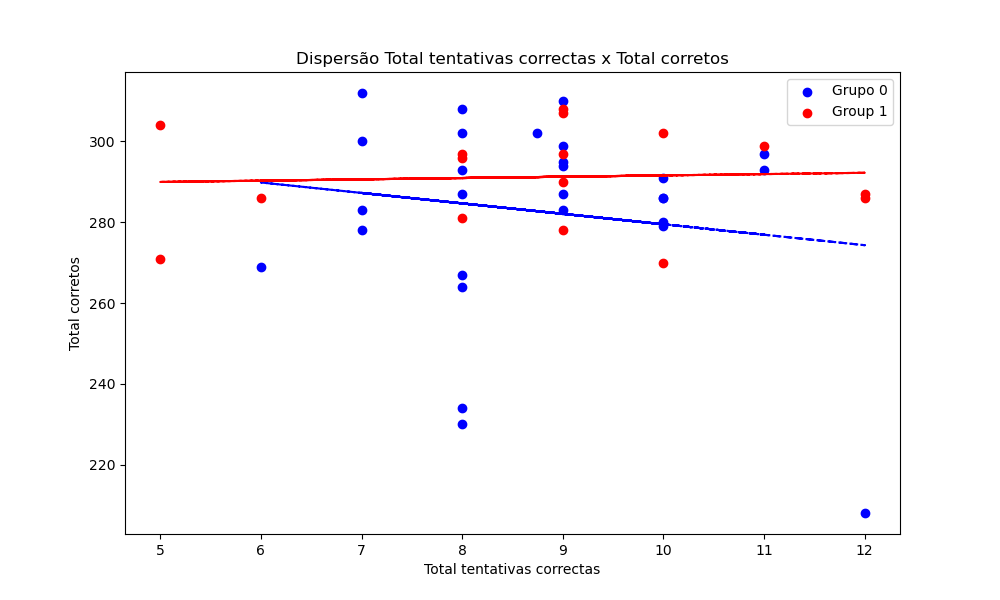 Dispersão Total tentativas correctas x Total corretos
Grupo 0
Group 1
Total corretos
300
280
260
240
220
5 6 7 8 9 10 11 12
Total tentativas correctas